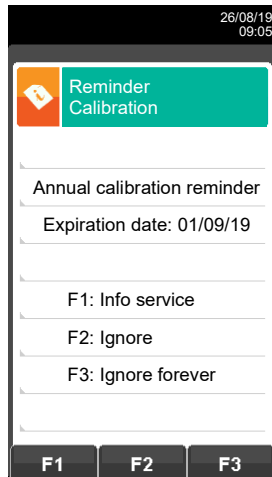 26/08/19
09:05
Reminder
Calibration
Annual calibration reminder
Expiration date: 01/09/19
F1: Info service
F2: Ignore
F3: Ignore forever
F1 F2 F3